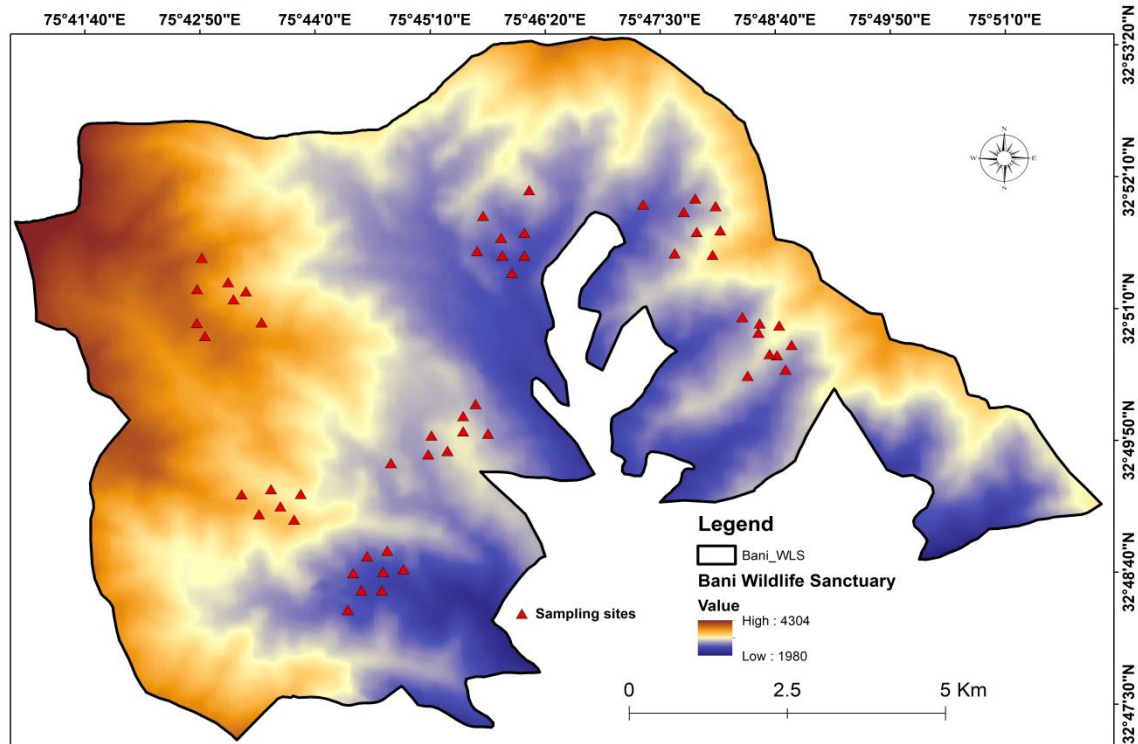 75°41'40"E 75°42'50"E 75°44'0"E 75°45'10"E 75°46'20"E 75°47'30"E 75°48'40"E 75°49'50"E 75°51'0"E
32°53'20"N
N
W E
S
32°52'10"N
32°51'0"N
32°49'50"N
Legend
Bani_WLS
Bani Wildlife Sanctuary
32°48'40"N
Value
Sampling sites
High : 4304
Low : 1980
0 2.5 5 Km
32°47'30"N